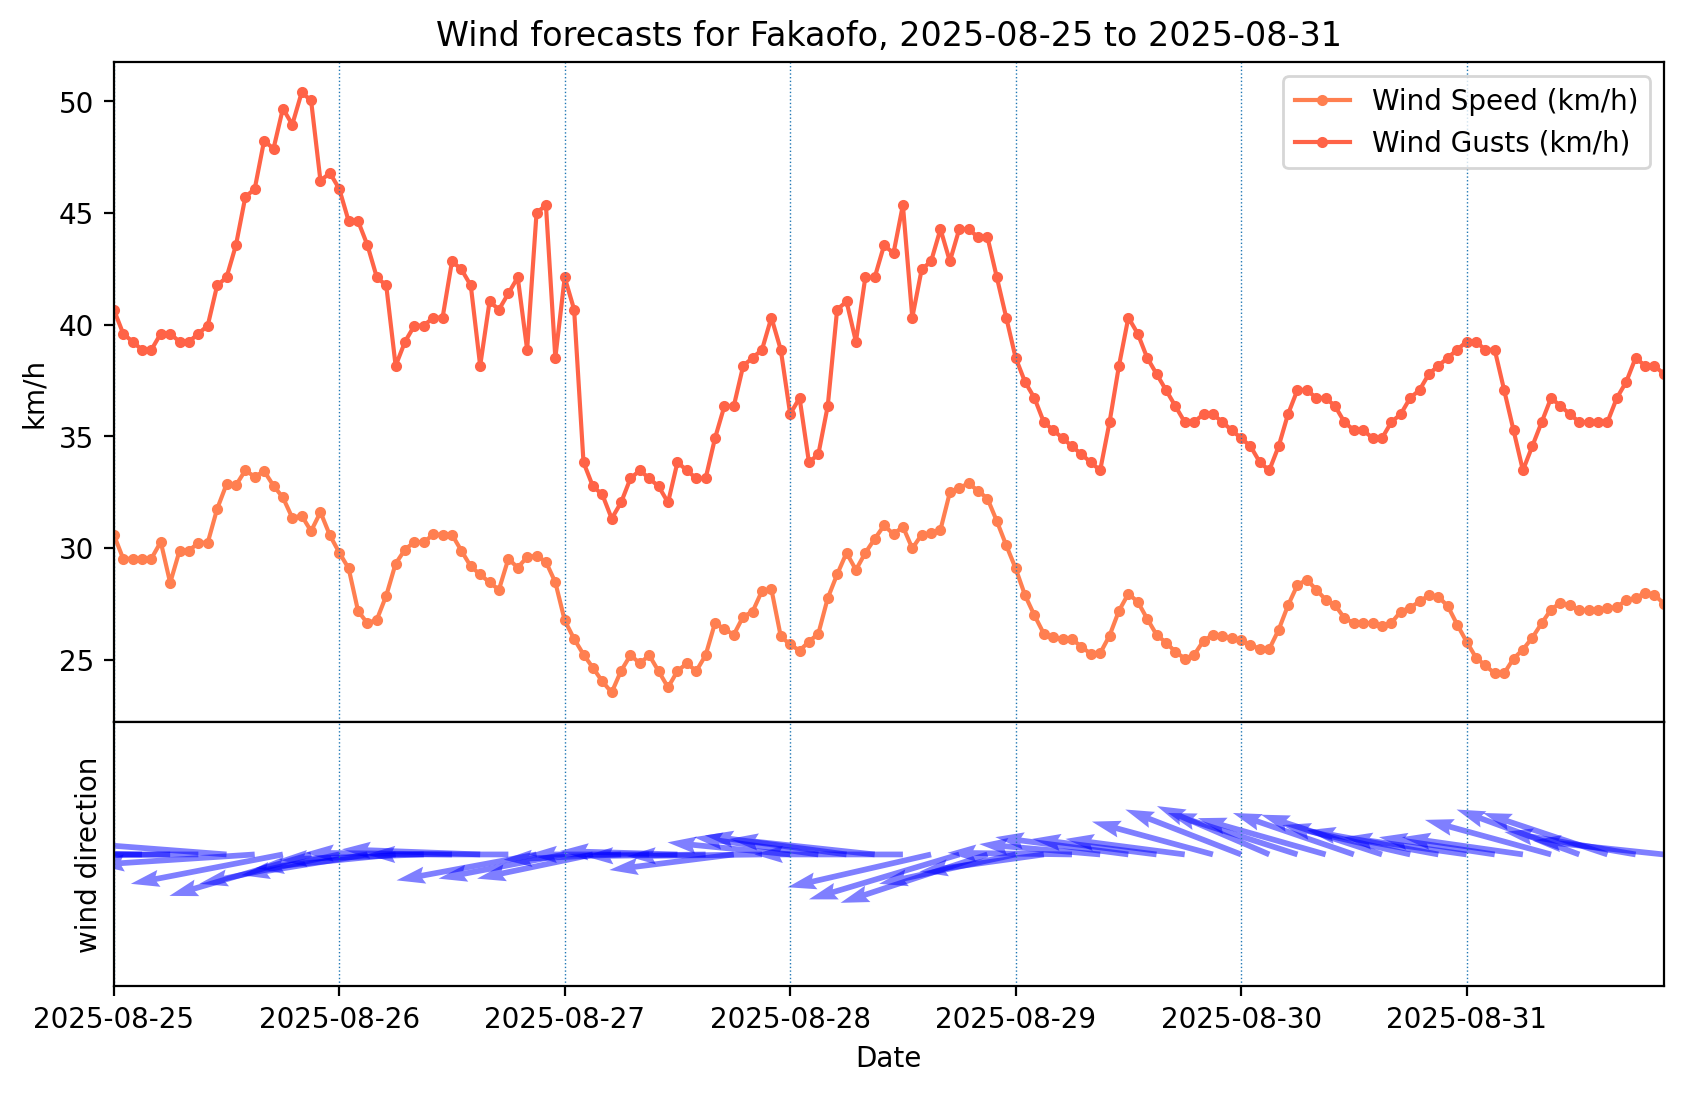 Wind forecasts for Fakaofo, 2025-08-25 to 2025-08-31
Wind Speed (km/h)
Wind Gusts (km/h)
50
45
40
35
30
25
km/h
wind direction
2025-08-25
2025-08-26
2025-08-27
2025-08-28
2025-08-29
2025-08-30
2025-08-31
Date